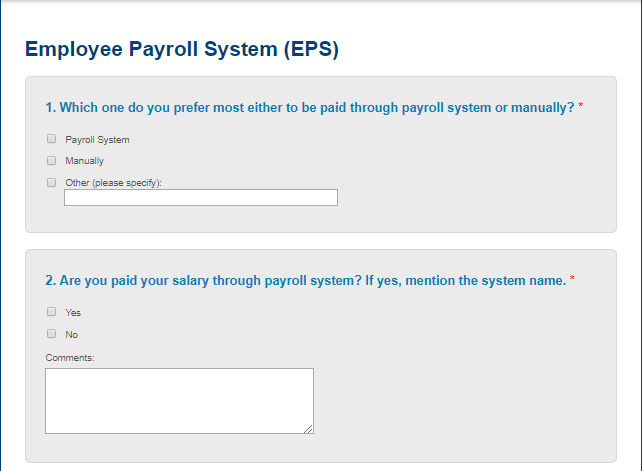 Employee Payroll System (EPS)
1. Which one do you prefer most either to be paid through payroll system or manually? *
Payroll System
Manually
Other (please specify):
2. Are you paid your salary through payroll system? If yes, mention the system name. *
Yes
No
Comments: